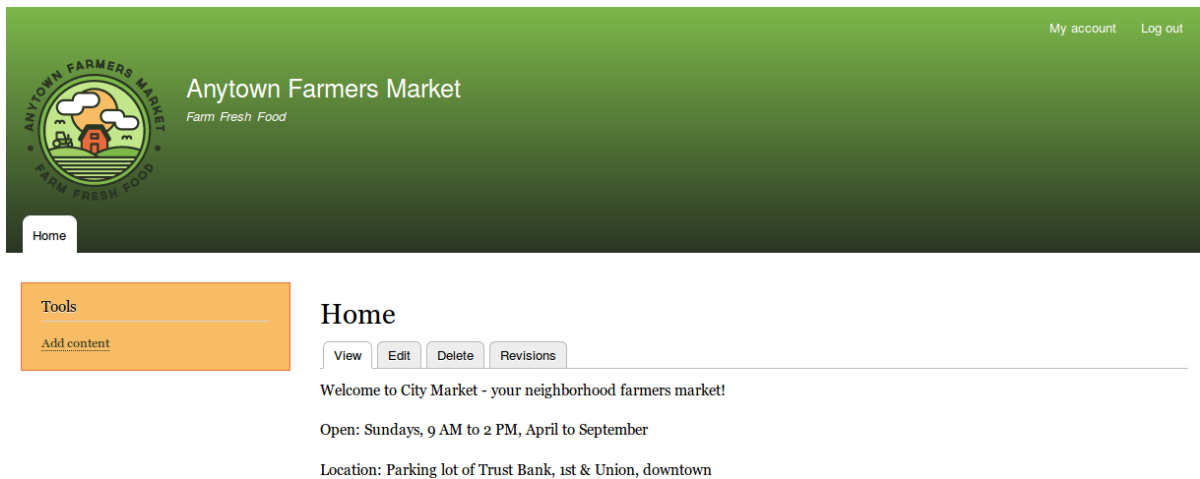 My account Log out
ANYTOWN FARMERS MARKET
FARM FRESH FOOD
Anytown Farmers Market
Farm Fresh Food
Home
Tools
Add content
Home
View Edit Delete Revisions
Welcome to City Market - your neighborhood farmers market!
Open: Sundays, 9 AM to 2 PM, April to September
Location: Parking lot of Trust Bank, 1st & Union, downtown